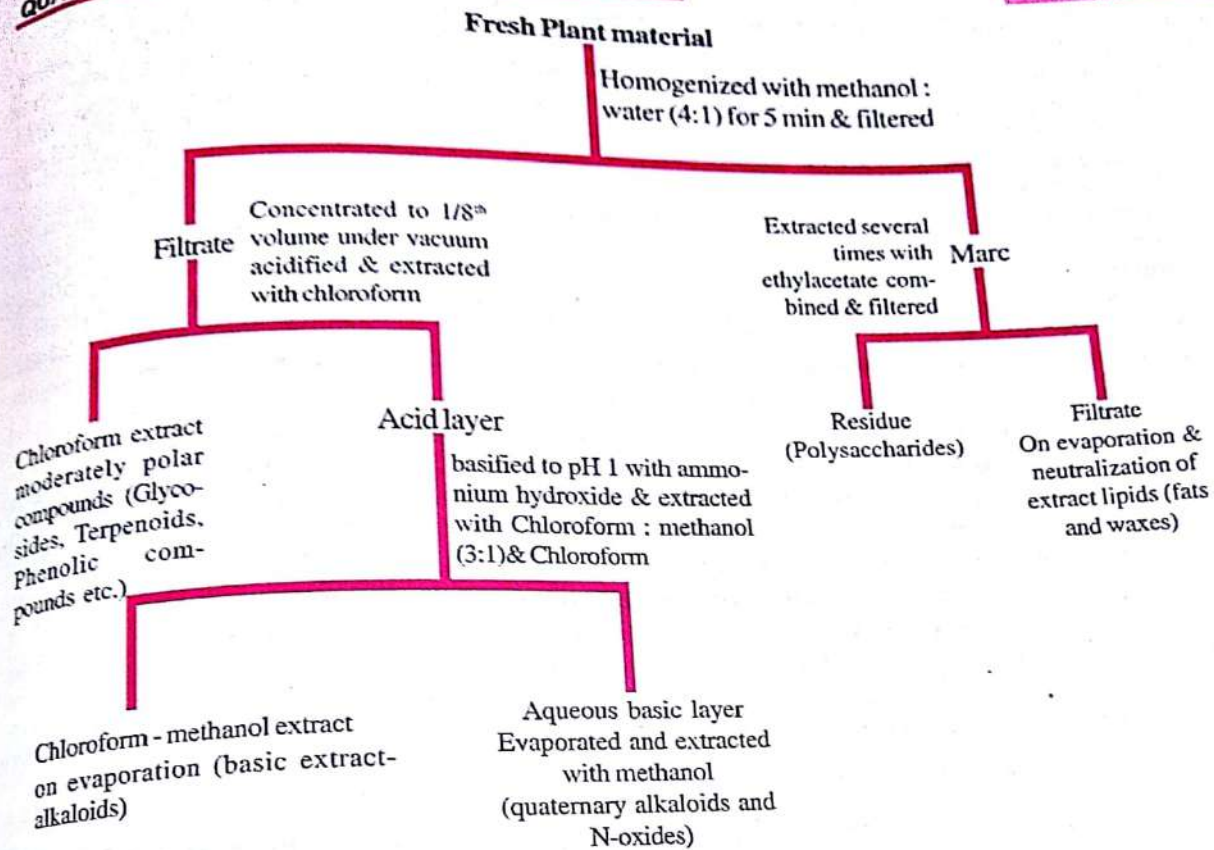 Fresh Plant material
Homogenized with methanol :
water (4:1) for 5 min & filtered
Filtrate
Concentrated to 1/8th
volume under vacuum
acidified & extracted
with chloroform
Extracted several
times with
ethylacetate com-
bined & filtered
Marc
Chloroform extract
moderately polar
compounds (Glyco-
sides, Terpenoids,
Phenolic com-
pounds etc.)
Acid layer
basified to pH 1 with ammo-
nium hydroxide & extracted
with Chloroform : methanol
(3:1)& Chloroform
Residue
(Polysaccharides)
Filtrate
On evaporation &
neutralization of
extract lipids (fats
and waxes)
Chloroform - methanol extract
on evaporation (basic extract-
alkaloids)
Aqueous basic layer
Evaporated and extracted
with methanol
(quaternary alkaloids and
N-oxides)